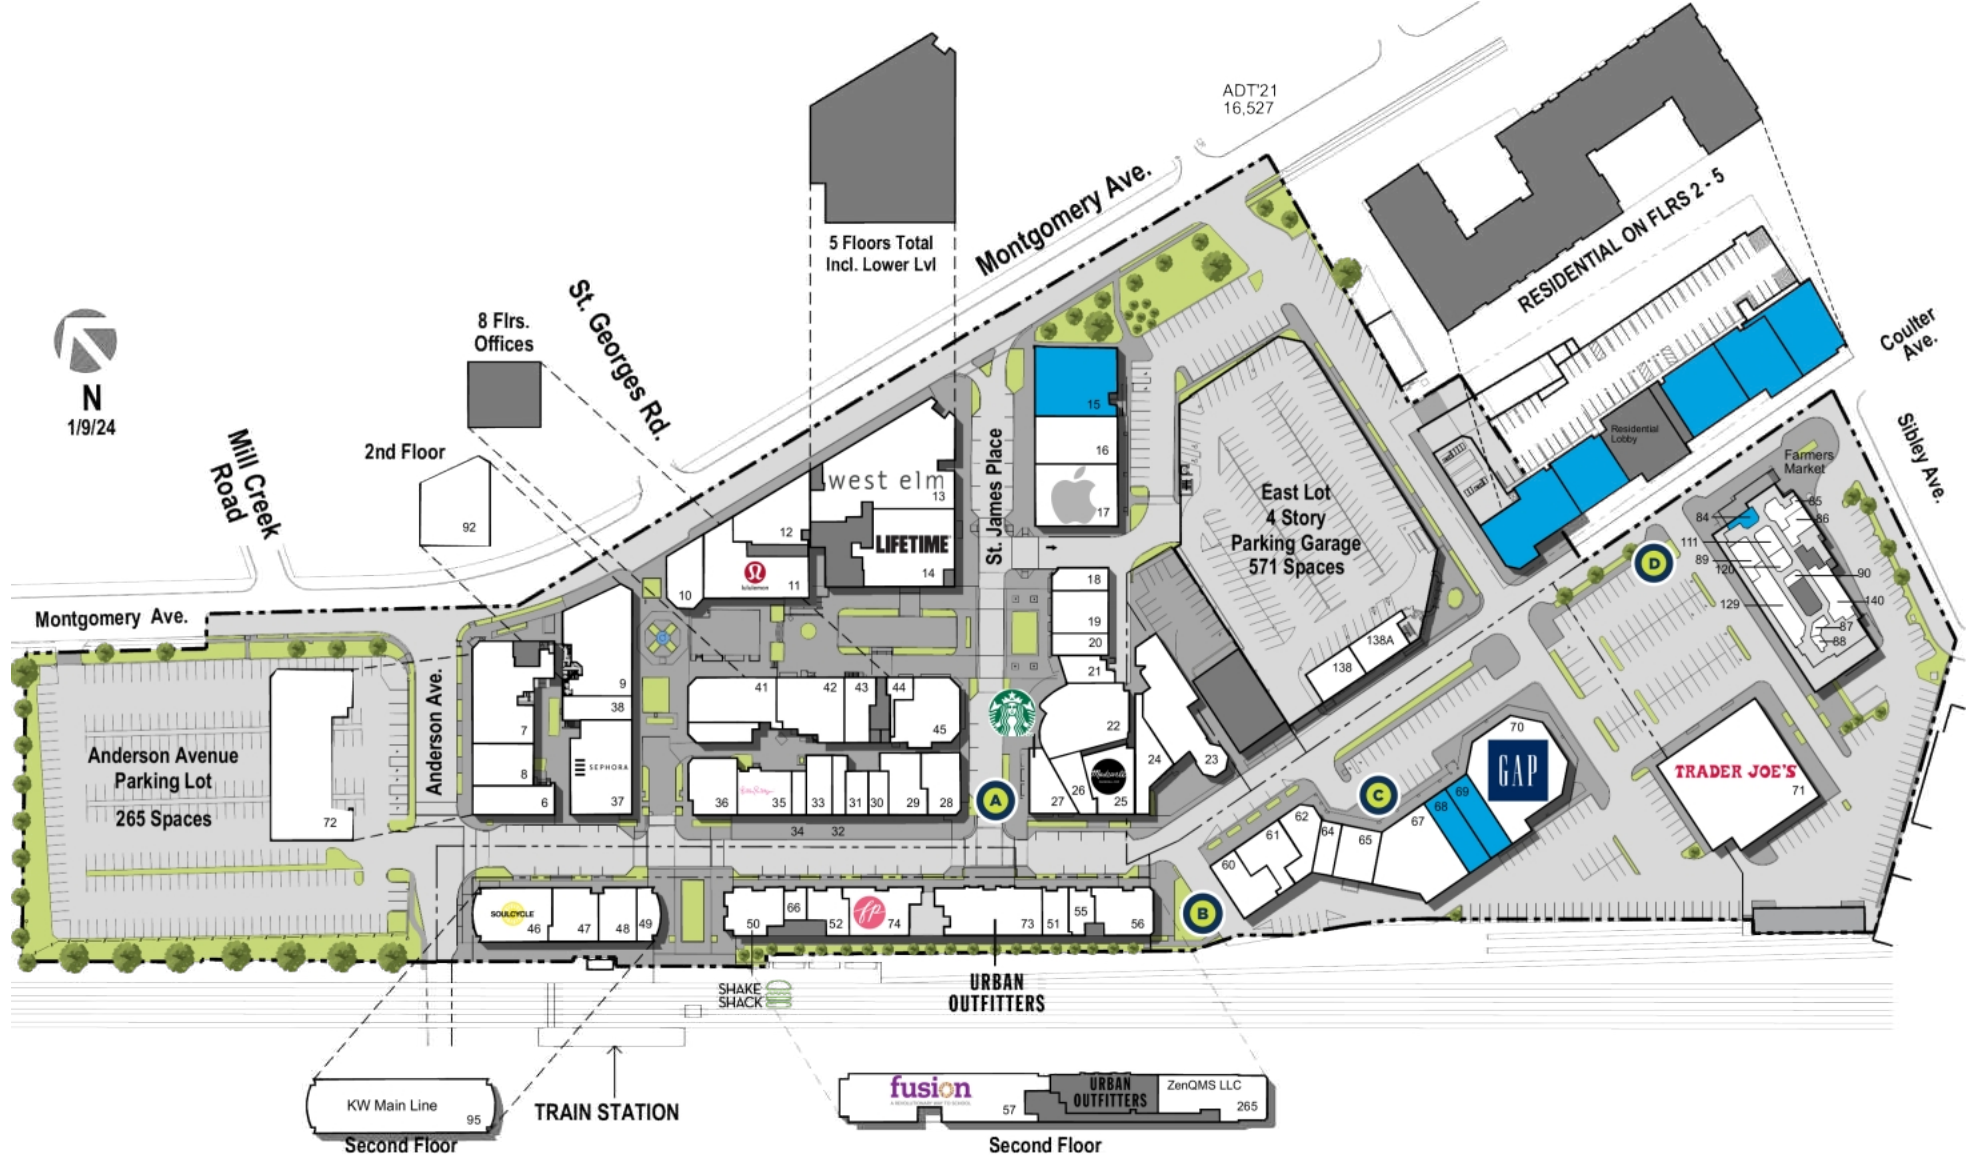 ADT'21
16,527
Montgomery Ave.
RESIDENTIAL ON FLRS 2 - 5
5 Floors Total
Incl. Lower Lvl
St. Georges Rd.
8 Flrs.
Offices
N
1/9/24
Mill Creek
Road
2nd Floor
92
Coulter
Ave.
Sibley Ave.
Residential
Lobby
Farmers
Market
Montgomery Ave.
St. James Place
15
16
17
west elm
13
LIFETIME
14
12
lululemon
11
10
East Lot
4 Story
Parking Garage
571 Spaces
138
138A
18
19
20
21
22
23
24
Madewell
25
26
27
D
84
85
86
111
89
120
90
129
140
87
88
Anderson Avenue
Parking Lot
265 Spaces
72
Anderson Ave.
7
8
6
9
38
SEPHORA
37
41
42
43
44
45
36
35
33
31
30
29
28
34
32
A
C
B
70
GAP
69
68
67
65
64
62
61
60
TRADER JOE'S
71
SOULCYCLE
46
47
48
49
50
66
52
fp
74
73
51
55
56
SHAKE
SHACK
URBAN
OUTFITTERS
TRAIN STATION
KW Main Line
95
Second Floor
fusion
57
URBAN
OUTFITTERS
ZenQMS LLC
265
Second Floor